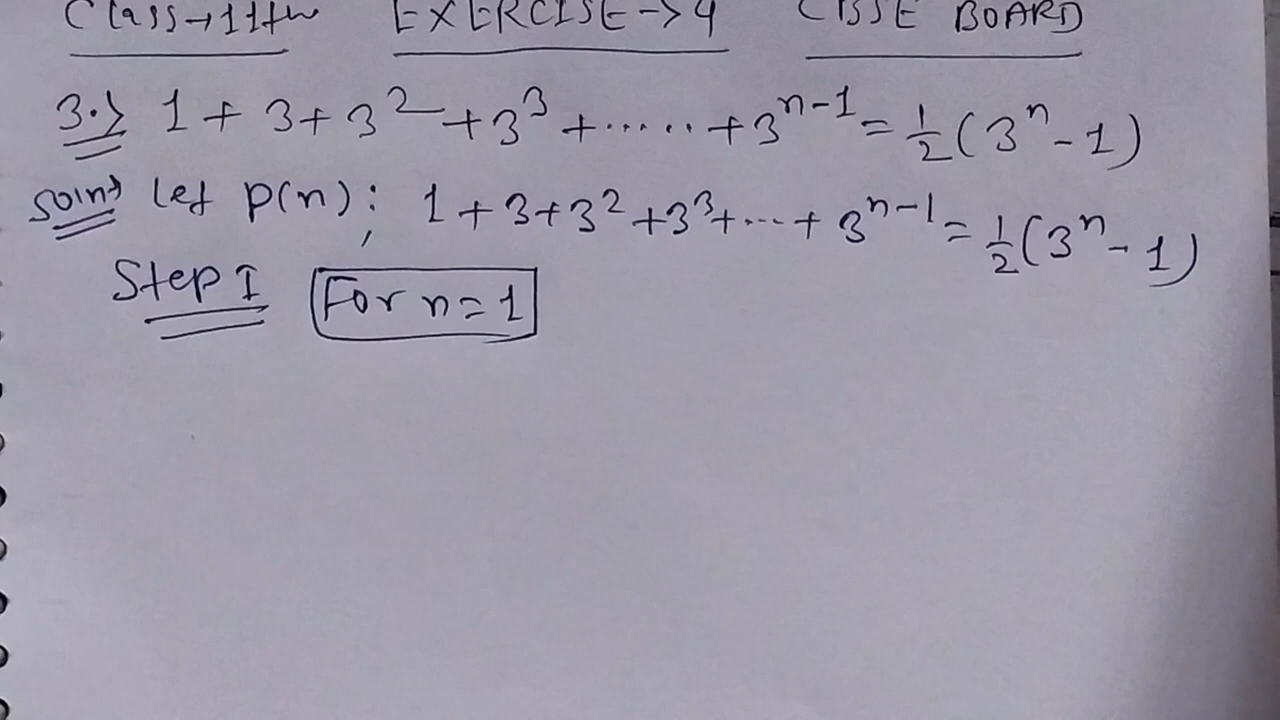 Class→11th EXERCISE→4 CBSE BOARD
3.> 1 + 3 + 3² + 3³ + ...... + 3ⁿ⁻¹ = ½ (3ⁿ - 1)
Soln> Let P(n): 1 + 3 + 3² + 3³ + .... + 3ⁿ⁻¹ = ½ (3ⁿ - 1)
Step I For n = 1